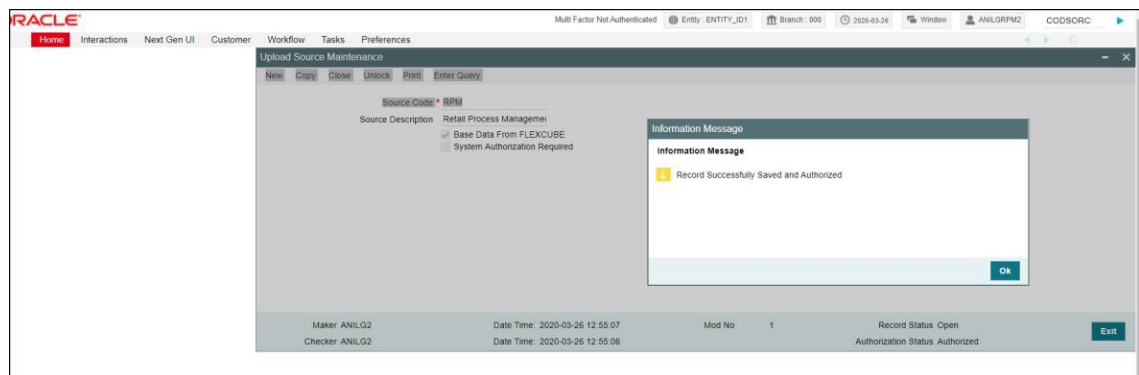 ORACLE
Multi Factor Not Authenticated Entity : ENTITY_ID1 Branch : 000 2020-03-26 Window ANILGRPM2 CODSORC
Home Interactions Next Gen UI Customer Workflow Tasks Preferences
Upload Source Maintenance
New Copy Close Unlock Print Enter Query
Source Code * RPM
Source Description Retail Process Managemei
Base Data From FLEXCUBE
System Authorization Required
Information Message
Information Message
Record Successfully Saved and Authorized
Ok
Maker ANILG2 Date Time: 2020-03-26 12:55:07 Mod No 1 Record Status Open
Checker ANILG2 Date Time: 2020-03-26 12:55:08 Authorization Status Authorized
Exit